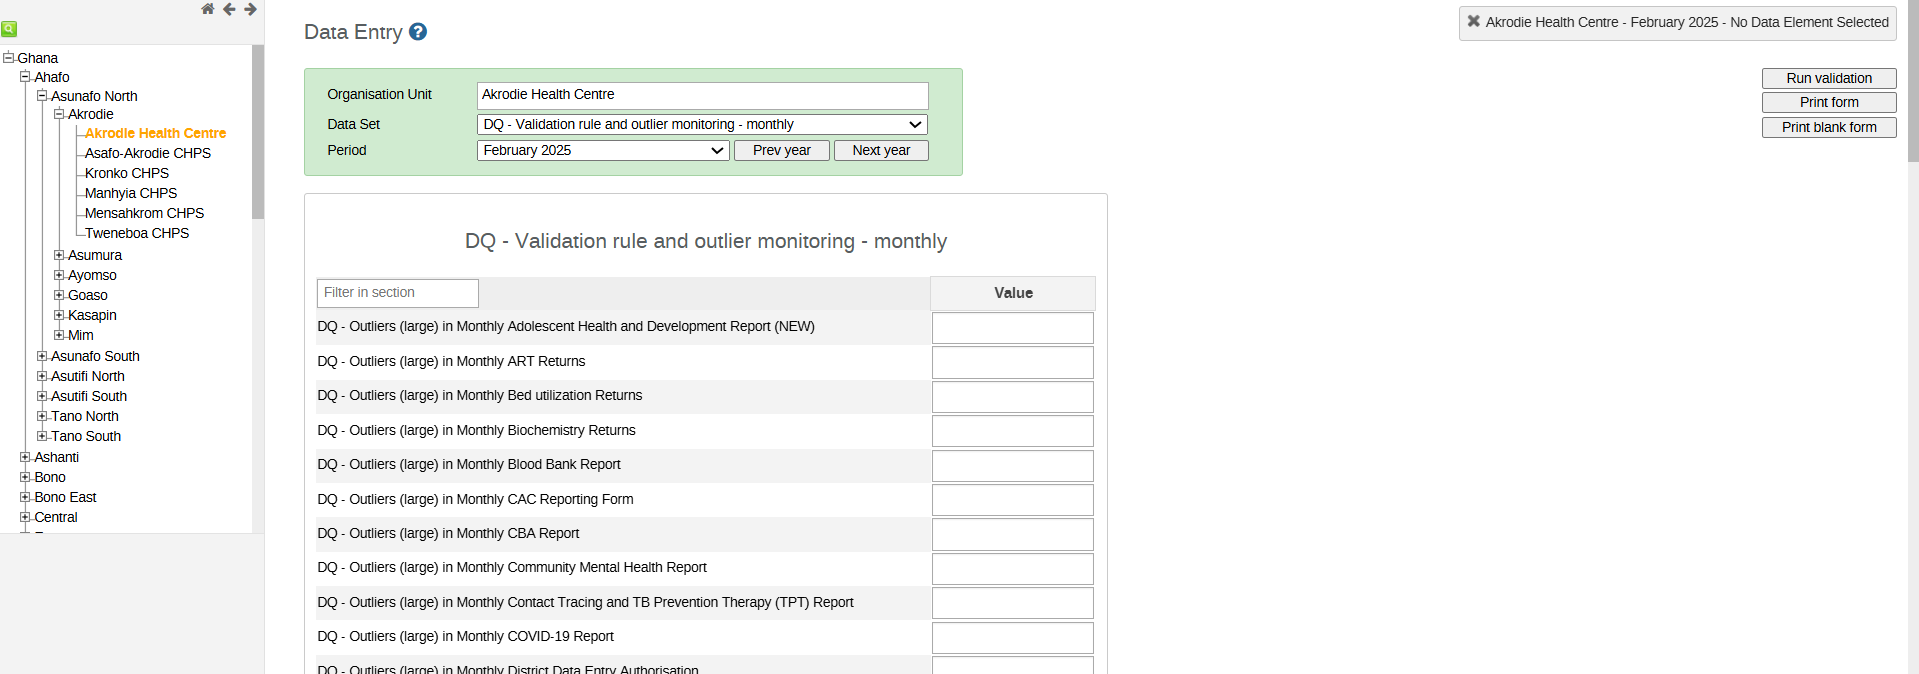 Ghana
Ahafo
Asunafo North
Akrodie
Akrodie Health Centre
Asafo-Akrodie CHPS
Kronko CHPS
Manhyia CHPS
Mensahkrom CHPS
Tweneboa CHPS
Asumura
Ayomso
Goaso
Kasapin
Mim
Asunafo South
Asutifi North
Asutifi South
Tano North
Tano South
Ashanti
Bono
Bono East
Central
Data Entry ?
Akrodie Health Centre - February 2025 - No Data Element Selected
Organisation Unit Akrodie Health Centre
Data Set DQ - Validation rule and outlier monitoring - monthly
Period February 2025 Prev year Next year
Run validation
Print form
Print blank form
DQ - Validation rule and outlier monitoring - monthly
Filter in section Value
DQ - Outliers (large) in Monthly Adolescent Health and Development Report (NEW)
DQ - Outliers (large) in Monthly ART Returns
DQ - Outliers (large) in Monthly Bed utilization Returns
DQ - Outliers (large) in Monthly Biochemistry Returns
DQ - Outliers (large) in Monthly Blood Bank Report
DQ - Outliers (large) in Monthly CAC Reporting Form
DQ - Outliers (large) in Monthly CBA Report
DQ - Outliers (large) in Monthly Community Mental Health Report
DQ - Outliers (large) in Monthly Contact Tracing and TB Prevention Therapy (TPT) Report
DQ - Outliers (large) in Monthly COVID-19 Report
DQ - Outliers (large) in Monthly District Data Entry Authorisation